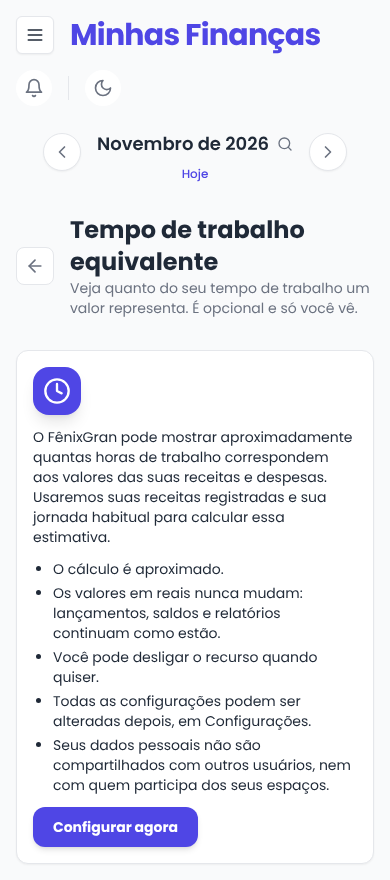 Minhas Finanças
Novembro de 2026
Hoje
Tempo de trabalho
equivalente
Veja quanto do seu tempo de trabalho um
valor representa. É opcional e só você vê.
O FênixGran pode mostrar aproximadamente
quantas horas de trabalho correspondem
aos valores das suas receitas e despesas.
Usaremos suas receitas registradas e sua
jornada habitual para calcular essa
estimativa.
• O cálculo é aproximado.
• Os valores em reais nunca mudam:
lançamentos, saldos e relatórios
continuam como estão.
• Você pode desligar o recurso quando
quiser.
• Todas as configurações podem ser
alteradas depois, em Configurações.
• Seus dados pessoais não são
compartilhados com outros usuários, nem
com quem participa dos seus espaços.
Configurar agora